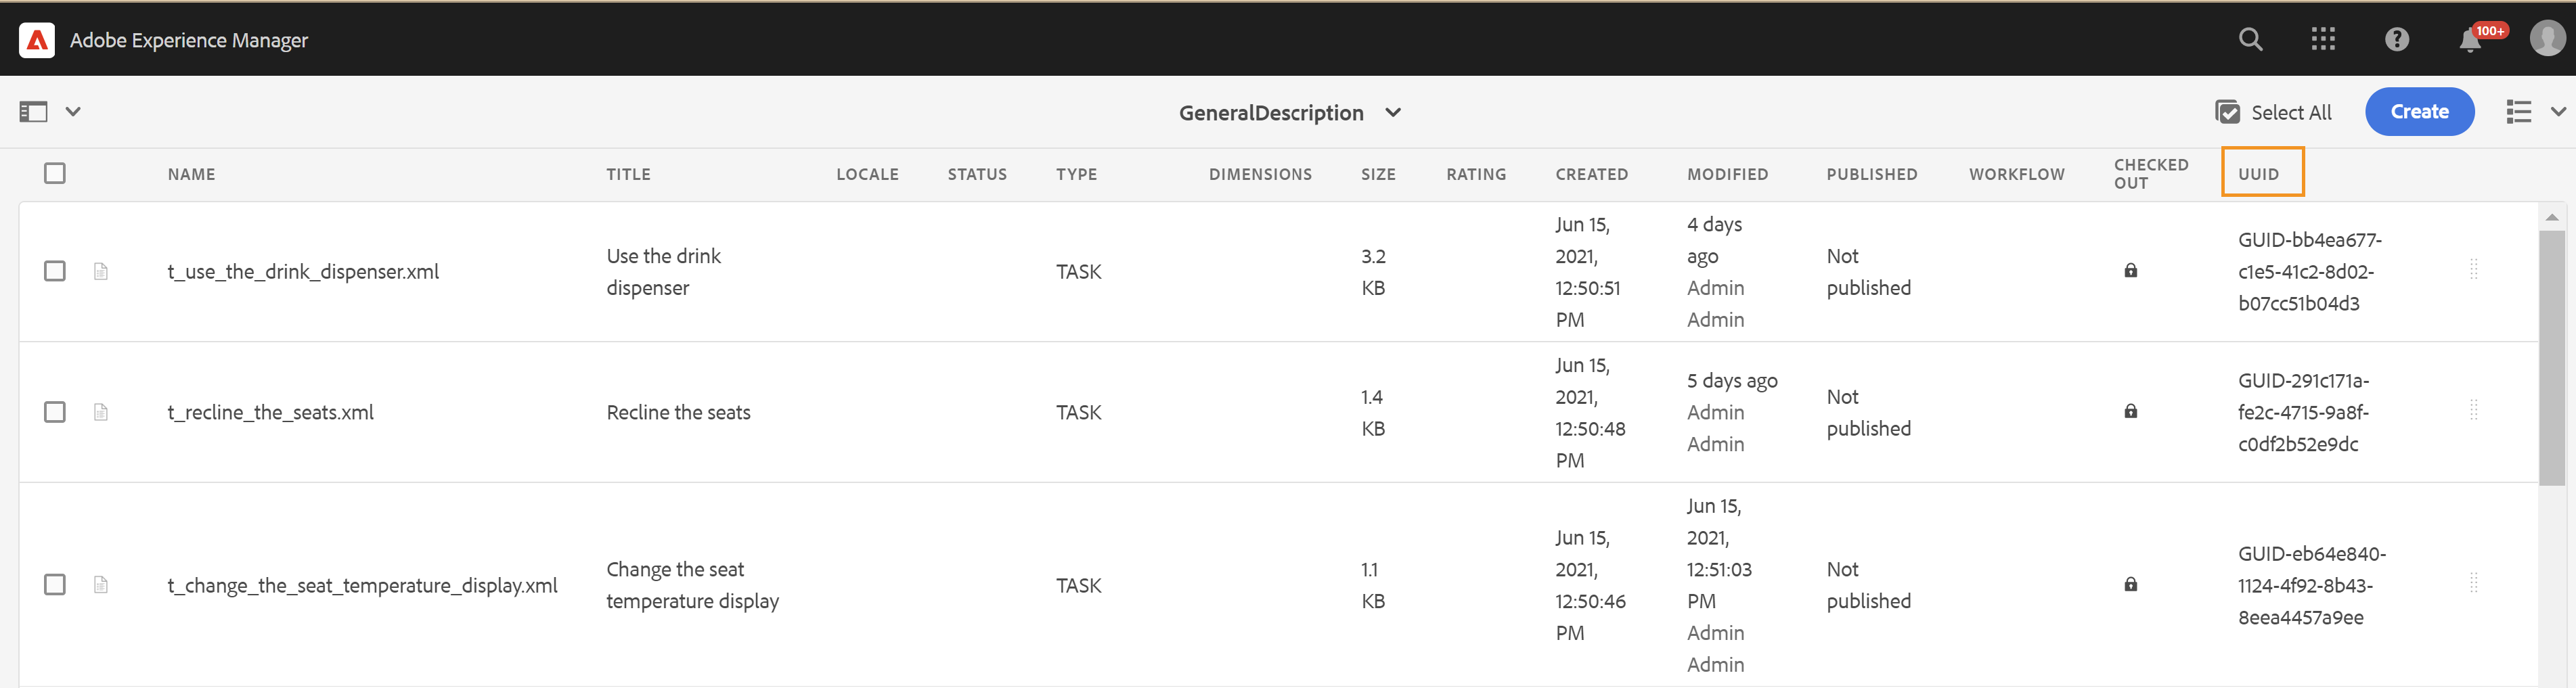 Adobe Experience Manager
100+
GeneralDescription
Select All
Create
NAME TITLE LOCALE STATUS TYPE DIMENSIONS SIZE RATING CREATED MODIFIED PUBLISHED WORKFLOW CHECKED OUT UUID
t_use_the_drink_dispenser.xml
Use the drink
dispenser
TASK
3.2
KB
Jun 15,
2021,
12:50:51
PM
4 days
ago
Admin
Admin
Not
published
GUID-bb4ea677-
c1e5-41c2-8d02-
b07cc51b04d3
t_recline_the_seats.xml
Recline the seats
TASK
1.4
KB
Jun 15,
2021,
12:50:48
PM
5 days ago
Admin
Admin
Not
published
GUID-291c171a-
fe2c-4715-9a8f-
c0df2b52e9dc
t_change_the_seat_temperature_display.xml
Change the seat
temperature display
TASK
1.1
KB
Jun 15,
2021,
12:50:46
PM
Jun 15,
2021,
12:51:03
PM
Admin
Admin
Not
published
GUID-eb64e840-
1124-4f92-8b43-
8eea4457a9ee